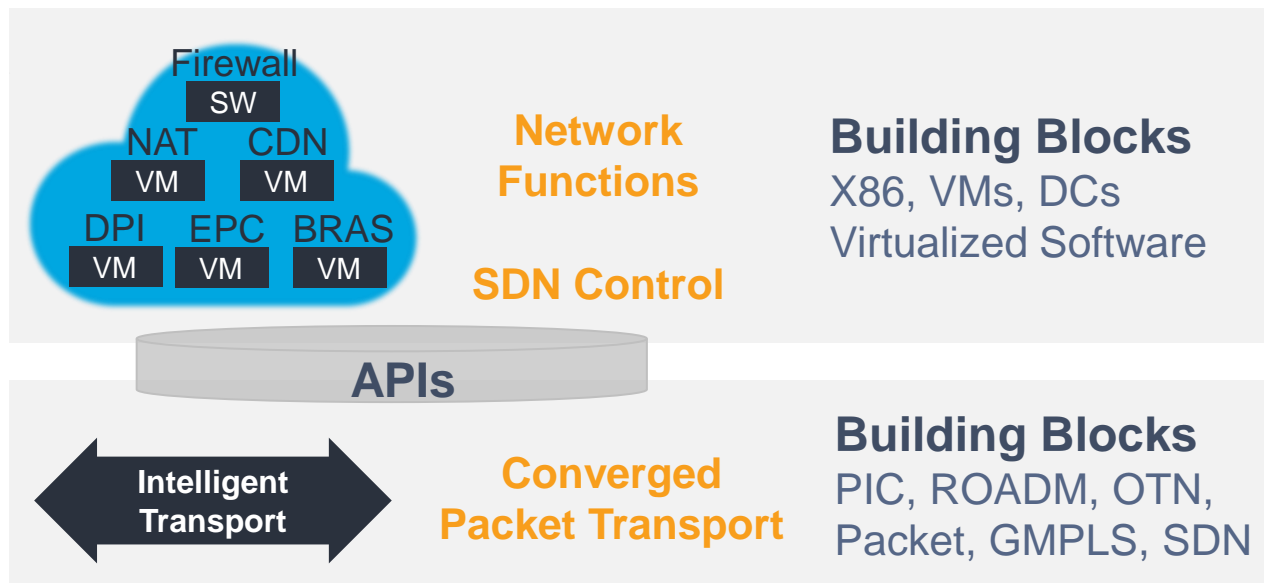 Firewall
SW
NAT CDN
VM VM
DPI EPC BRAS
VM VM VM
Network
Functions
SDN Control
Building Blocks
X86, VMs, DCs
Virtualized Software
APIs
Intelligent
Transport
Converged
Packet Transport
Building Blocks
PIC, ROADM, OTN,
Packet, GMPLS, SDN